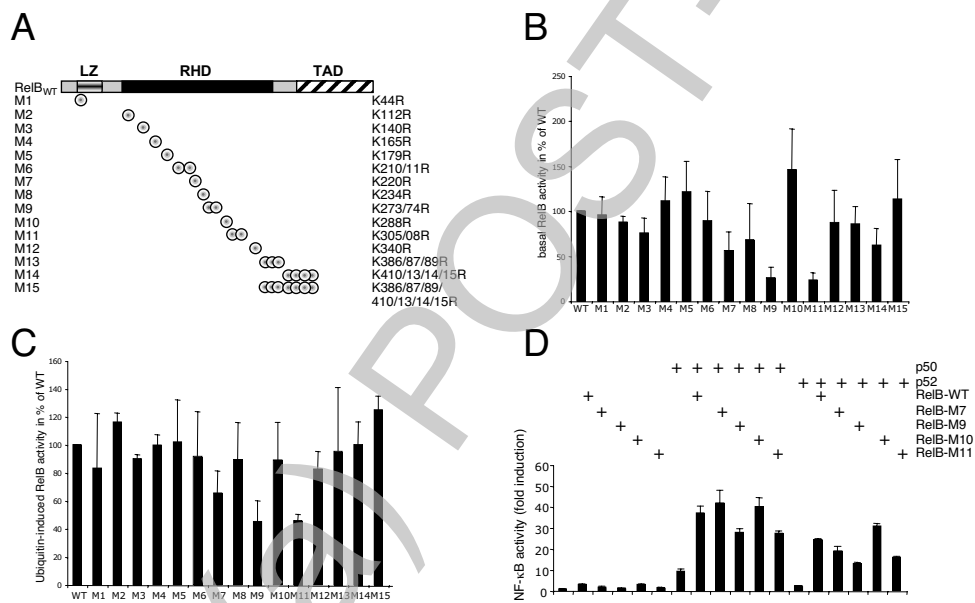 A
LZ RHD TAD
RelBWT
M1 K44R
M2 K112R
M3 K140R
M4 K165R
M5 K179R
M6 K210/11R
M7 K220R
M8 K234R
M9 K273/74R
M10 K288R
M11 K305/08R
M12 K340R
M13 K386/87/89R
M14 K410/13/14/15R
M15 K386/87/89/
410/13/14/15R
B
basal RelB activity in % of WT
250
200
150
100
50
0
WT M1 M2 M3 M4 M5 M6 M7 M8 M9 M10 M11 M12 M13 M14 M15
C
Ubiquitin-induced RelB activity in % of WT
160
140
120
100
80
60
40
20
0
WT M1 M2 M3 M4 M5 M6 M7 M8 M9 M10 M11 M12 M13 M14 M15
D
+ + + + + + p50
+ + + + + + p52
+ + + RelB-WT
+ + + RelB-M7
+ + + RelB-M9
+ + + RelB-M10
+ + + RelB-M11
NF-κB activity (fold induction)
60
50
40
30
20
10
0
a) POST-